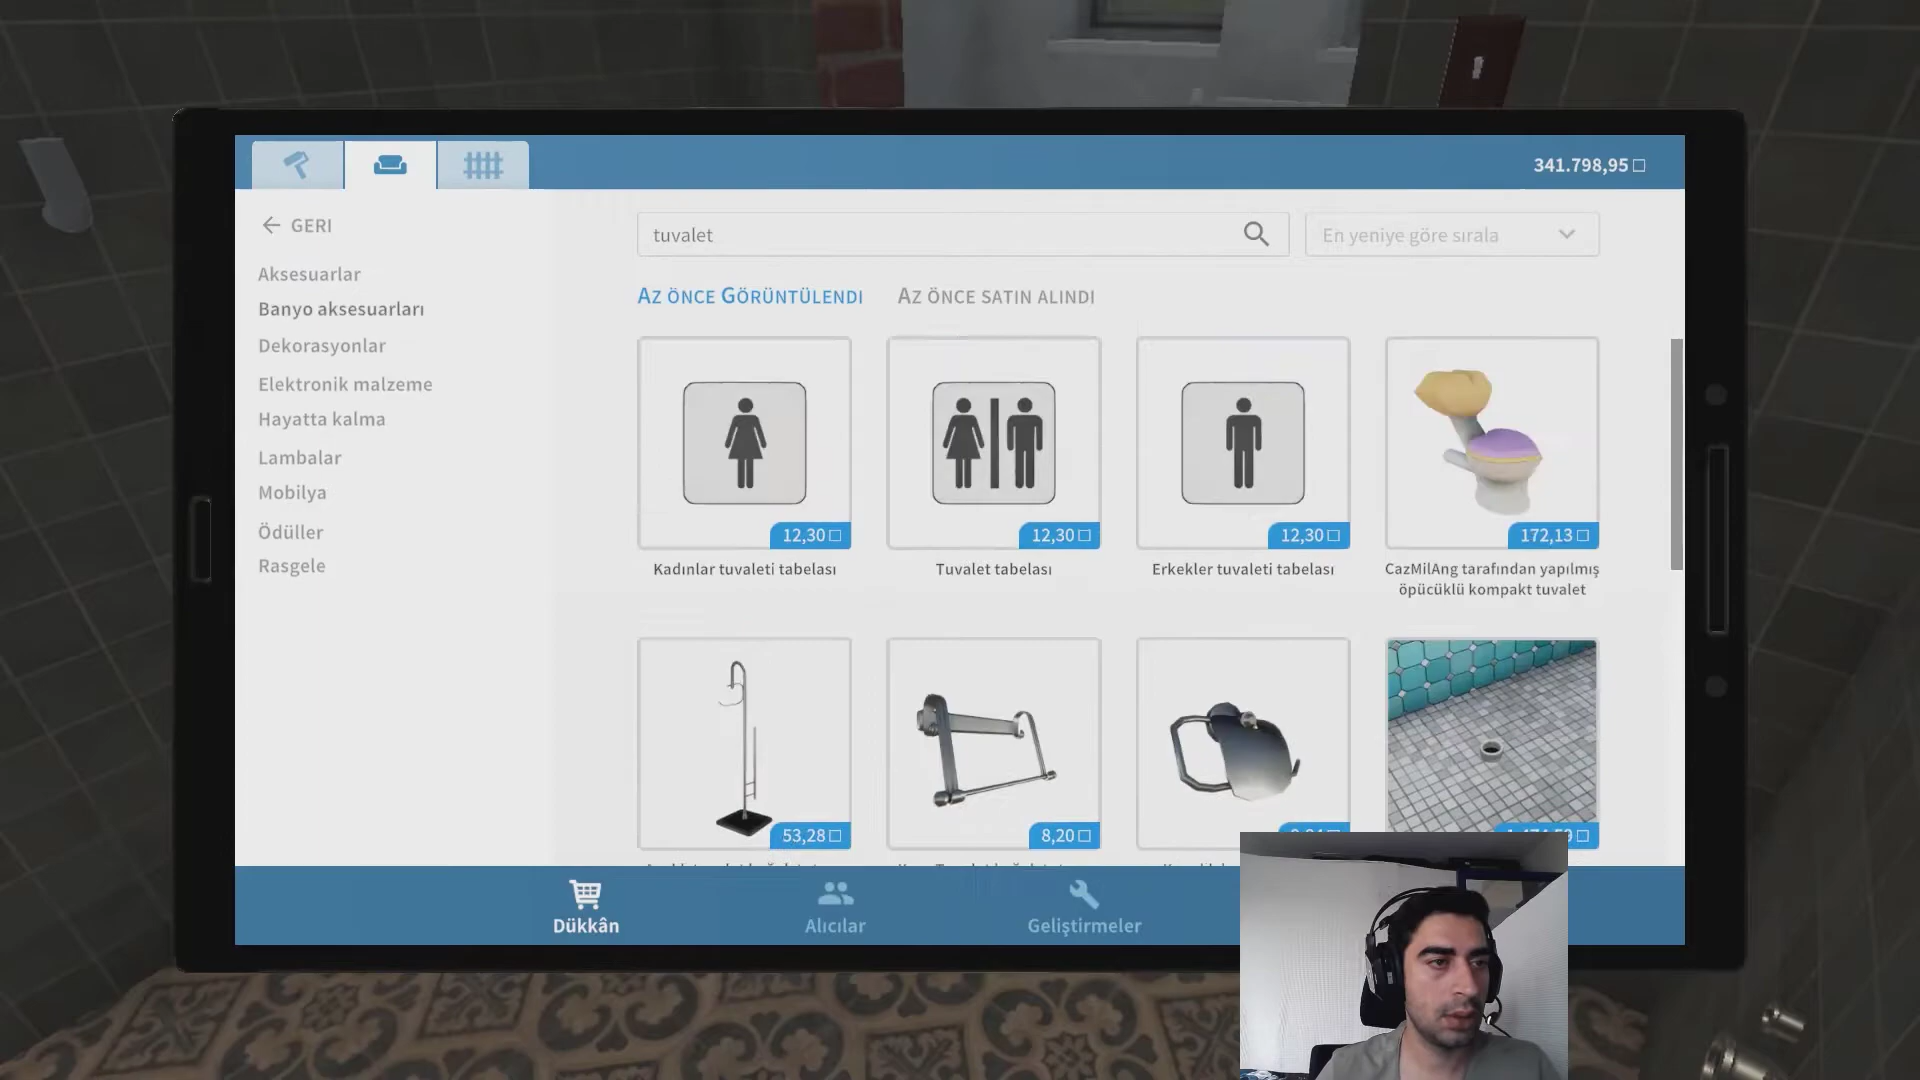 341.798,95
GERI
tuvalet
En yeniye göre sırala
Aksesuarlar
Banyo aksesuarları
Dekorasyonlar
Elektronik malzeme
Hayatta kalma
Lambalar
Mobilya
Ödüller
Rasgele
AZ ÖNCE GÖRÜNTÜLENDI
AZ ÖNCE SATIN ALINDI
12,30
12,30
12,30
172,13
Kadınlar tuvaleti tabelası
Tuvalet tabelası
Erkekler tuvaleti tabelası
CazMilAng tarafından yapılmış
öpücüklü kompakt tuvalet
53,28
8,20
Dükkân
Alıcılar
Geliştirmeler